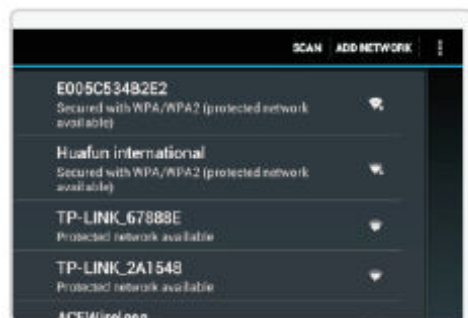 SCAN ADD NETWORK
E005C534B2E2
Secured with WPA/WPA2 (protected network
available)
Huafun international
Secured with WPA/WPA2 (protected network
available)
TP-LINK_67888E
Protected network available
TP-LINK_2A1548
Protected network available
ACEWireless